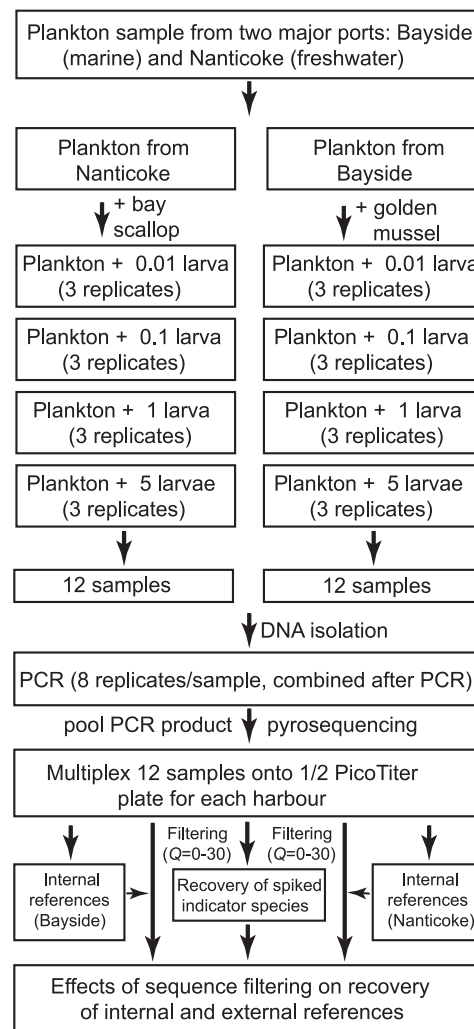 Plankton sample from two major ports: Bayside
(marine) and Nanticoke (freshwater)
Plankton from
Nanticoke
Plankton from
Bayside
+ bay
scallop
+ golden
mussel
Plankton + 0.01 larva
(3 replicates)
Plankton + 0.01 larva
(3 replicates)
Plankton + 0.1 larva
(3 replicates)
Plankton + 0.1 larva
(3 replicates)
Plankton + 1 larva
(3 replicates)
Plankton + 1 larva
(3 replicates)
Plankton + 5 larvae
(3 replicates)
Plankton + 5 larvae
(3 replicates)
12 samples
12 samples
DNA isolation
PCR (8 replicates/sample, combined after PCR)
pool PCR product
pyrosequencing
Multiplex 12 samples onto 1/2 PicoTiter
plate for each harbour
Filtering
(Q=0-30)
Filtering
(Q=0-30)
Internal
references
(Bayside)
Recovery of spiked
indicator species
Internal
references
(Nanticoke)
Effects of sequence filtering on recovery
of internal and external references